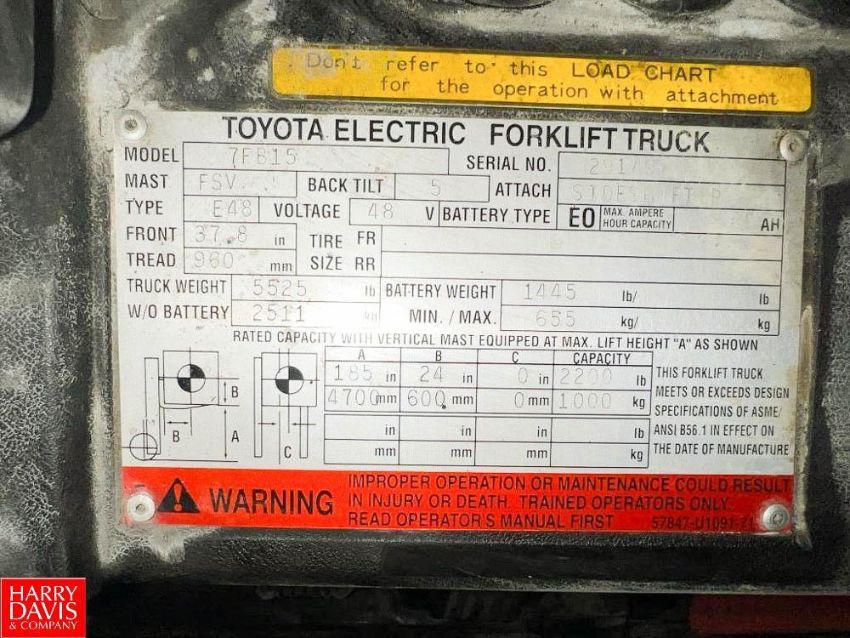 Don't refer to this LOAD CHART
for the operation with attachment
TOYOTA ELECTRIC FORKLIFT TRUCK
MODEL 7FB15 SERIAL NO.
MAST FSV BACK TILT 5 ATTACH
TYPE E48 VOLTAGE 48 V BATTERY TYPE EO MAX. AMPERE HOUR CAPACITY AH
FRONT 37.8 in TIRE FR
TREAD 960 mm SIZE RR
TRUCK WEIGHT 5525 lb BATTERY WEIGHT 1445 lb/ lb
W/O BATTERY 2511 kg MIN. / MAX. 655 kg/ kg
RATED CAPACITY WITH VERTICAL MAST EQUIPPED AT MAX. LIFT HEIGHT "A" AS SHOWN
A B C CAPACITY
185 in 24 in 0 in 2200 lb
4700 mm 600 mm 0 mm 1000 kg
in in in lb
mm mm mm kg
B
B A C
THIS FORKLIFT TRUCK
MEETS OR EXCEEDS DESIGN
SPECIFICATIONS OF ASME/
ANSI B56.1 IN EFFECT ON
THE DATE OF MANUFACTURE
WARNING
IMPROPER OPERATION OR MAINTENANCE COULD RESULT
IN INJURY OR DEATH. TRAINED OPERATORS ONLY.
READ OPERATOR'S MANUAL FIRST 57847-U1091-71
HARRY
DAVIS
& COMPANY